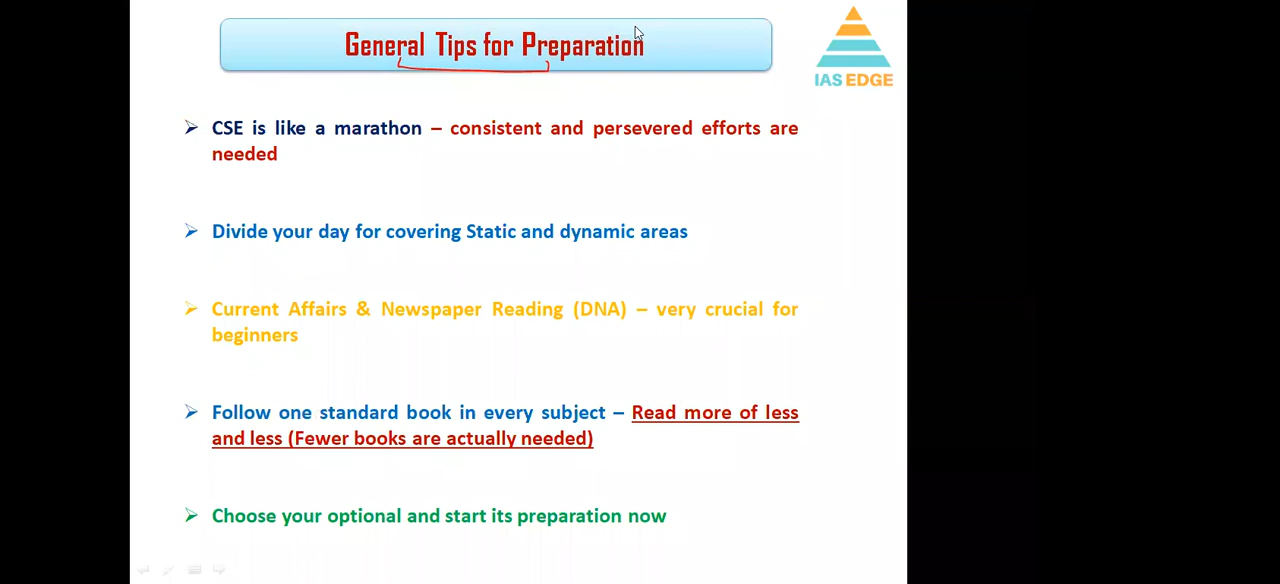 General Tips for Preparation
IAS EDGE
CSE is like a marathon – consistent and persevered efforts are
needed
Divide your day for covering Static and dynamic areas
Current Affairs & Newspaper Reading (DNA) – very crucial for
beginners
Follow one standard book in every subject – Read more of less
and less (Fewer books are actually needed)
Choose your optional and start its preparation now